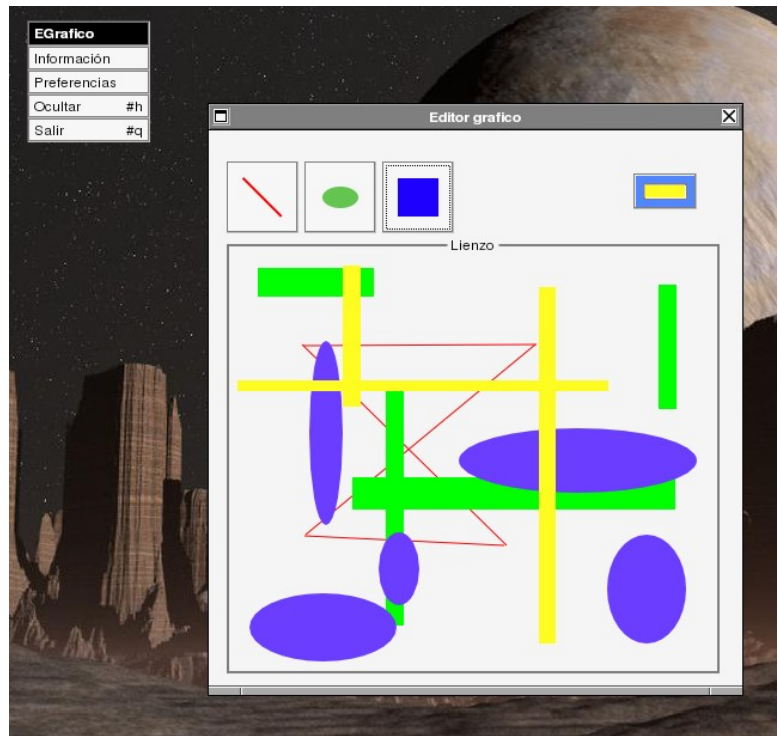 EGrafico
Información
Preferencias
Ocultar #h
Salir #q
Editor grafico
Lienzo